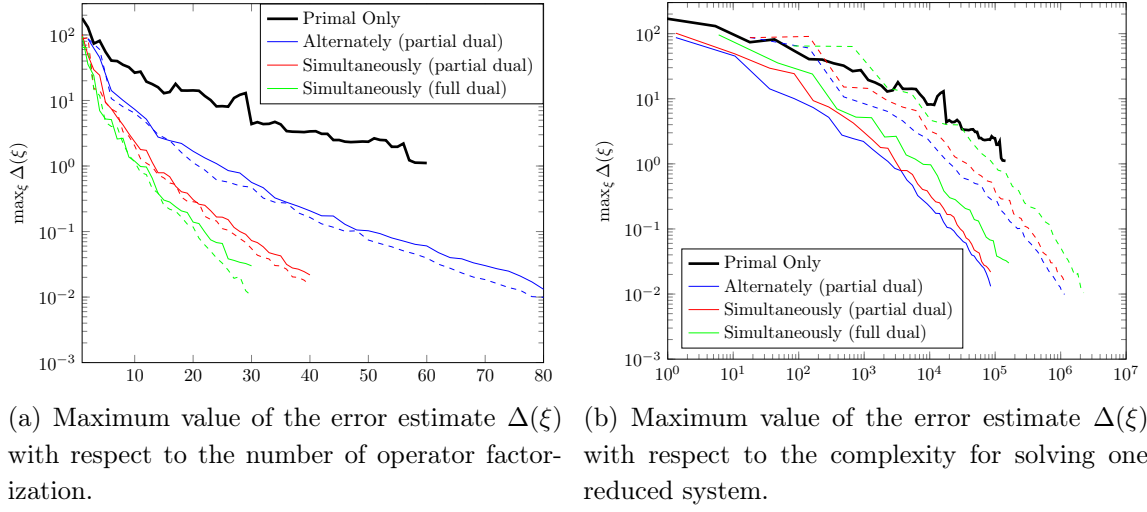 10²
10¹
10⁰
10⁻¹
10⁻²
10⁻³
max_ξ Δ(ξ)
10 20 30 40 50 60 70 80
Primal Only
Alternately (partial dual)
Simultaneously (partial dual)
Simultaneously (full dual)
(a) Maximum value of the error estimate Δ(ξ)
with respect to the number of operator factor-
ization.
10²
10¹
10⁰
10⁻¹
10⁻²
10⁻³
max_ξ Δ(ξ)
10⁰ 10¹ 10² 10³ 10⁴ 10⁵ 10⁶ 10⁷
Primal Only
Alternately (partial dual)
Simultaneously (partial dual)
Simultaneously (full dual)
(b) Maximum value of the error estimate Δ(ξ)
with respect to the complexity for solving one
reduced system.